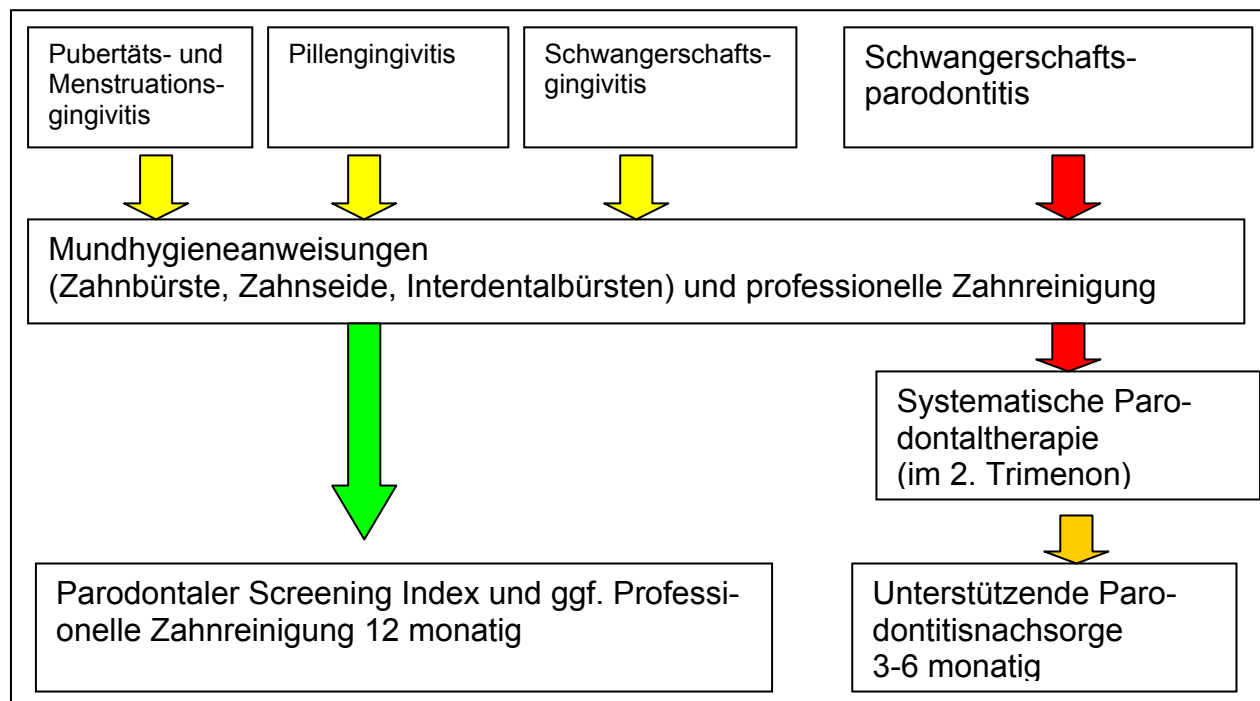 Pubertäts- und
Menstruations-
gingivitis
Pillengingivitis
Schwangerschafts-
gingivitis
Schwangerschafts-
parodontitis
Mundhygieneanweisungen
(Zahnbürste, Zahnseide, Interdentalbürsten) und professionelle Zahnreinigung
Systematische Paro-
dontaltherapie
(im 2. Trimenon)
Parodontaler Screening Index und ggf. Professi-
onelle Zahnreinigung 12 monatig
Unterstützende Paro-
dontitisnachsorge
3-6 monatig